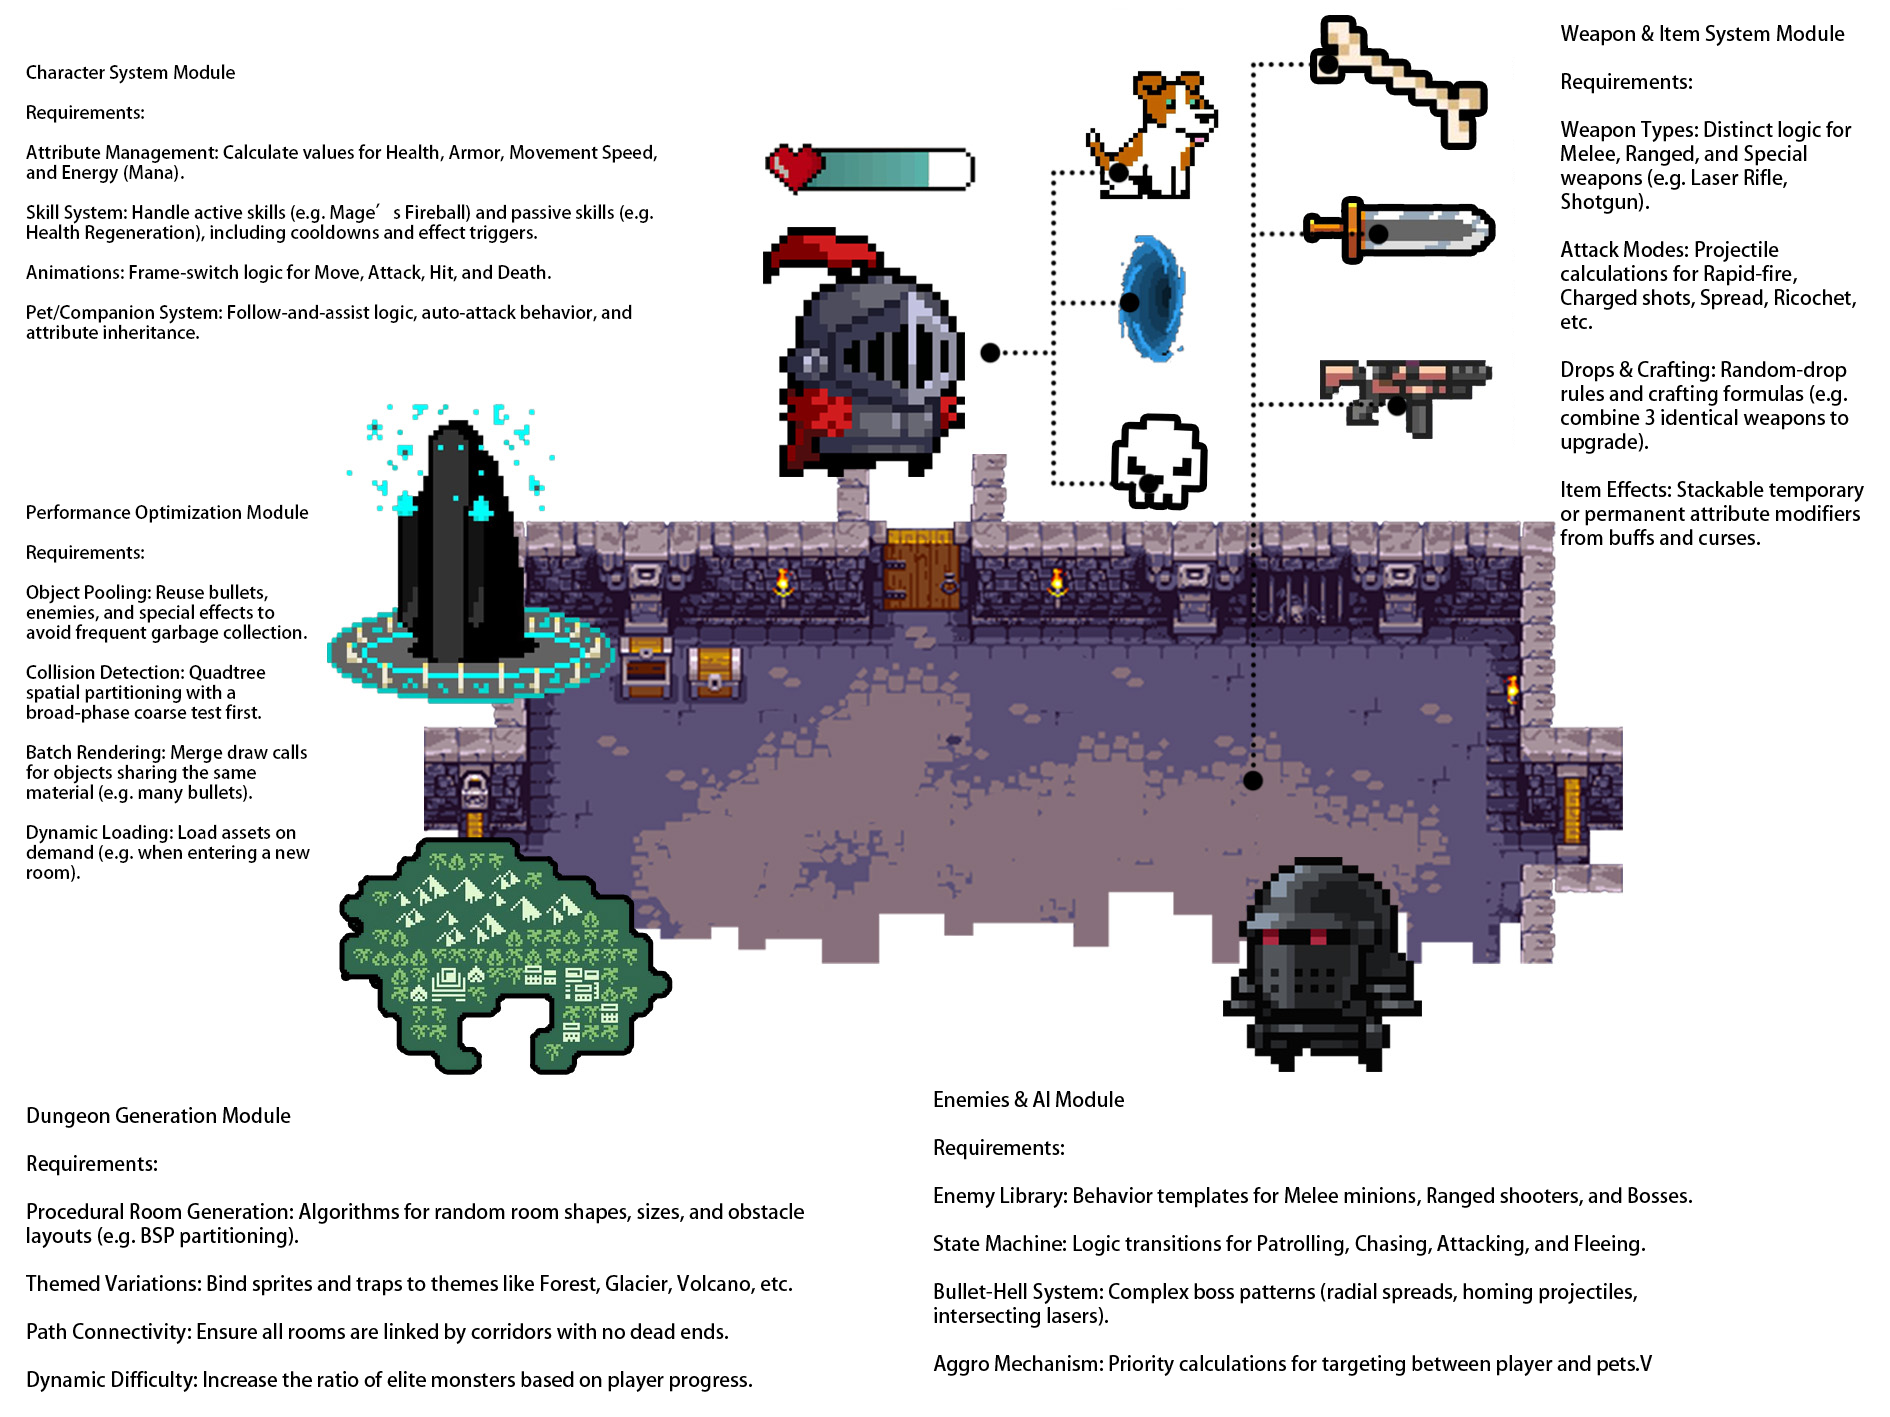 Character System Module
Requirements:
Attribute Management: Calculate values for Health, Armor, Movement Speed,
and Energy (Mana).
Skill System: Handle active skills (e.g. Mage′s Fireball) and passive skills (e.g.
Health Regeneration), including cooldowns and effect triggers.
Animations: Frame-switch logic for Move, Attack, Hit, and Death.
Pet/Companion System: Follow-and-assist logic, auto-attack behavior, and
attribute inheritance.
Weapon & Item System Module
Requirements:
Weapon Types: Distinct logic for
Melee, Ranged, and Special
weapons (e.g. Laser Rifle,
Shotgun).
Attack Modes: Projectile
calculations for Rapid-fire,
Charged shots, Spread, Ricochet,
etc.
Drops & Crafting: Random-drop
rules and crafting formulas (e.g.
combine 3 identical weapons to
upgrade).
Item Effects: Stackable temporary
or permanent attribute modifiers
from buffs and curses.
Performance Optimization Module
Requirements:
Object Pooling: Reuse bullets,
enemies, and special effects to
avoid frequent garbage collection.
Collision Detection: Quadtree
spatial partitioning with a
broad-phase coarse test first.
Batch Rendering: Merge draw calls
for objects sharing the same
material (e.g. many bullets).
Dynamic Loading: Load assets on
demand (e.g. when entering a new
room).
Dungeon Generation Module
Requirements:
Procedural Room Generation: Algorithms for random room shapes, sizes, and obstacle
layouts (e.g. BSP partitioning).
Themed Variations: Bind sprites and traps to themes like Forest, Glacier, Volcano, etc.
Path Connectivity: Ensure all rooms are linked by corridors with no dead ends.
Dynamic Difficulty: Increase the ratio of elite monsters based on player progress.
Enemies & AI Module
Requirements:
Enemy Library: Behavior templates for Melee minions, Ranged shooters, and Bosses.
State Machine: Logic transitions for Patrolling, Chasing, Attacking, and Fleeing.
Bullet-Hell System: Complex boss patterns (radial spreads, homing projectiles,
intersecting lasers).
Aggro Mechanism: Priority calculations for targeting between player and pets.V